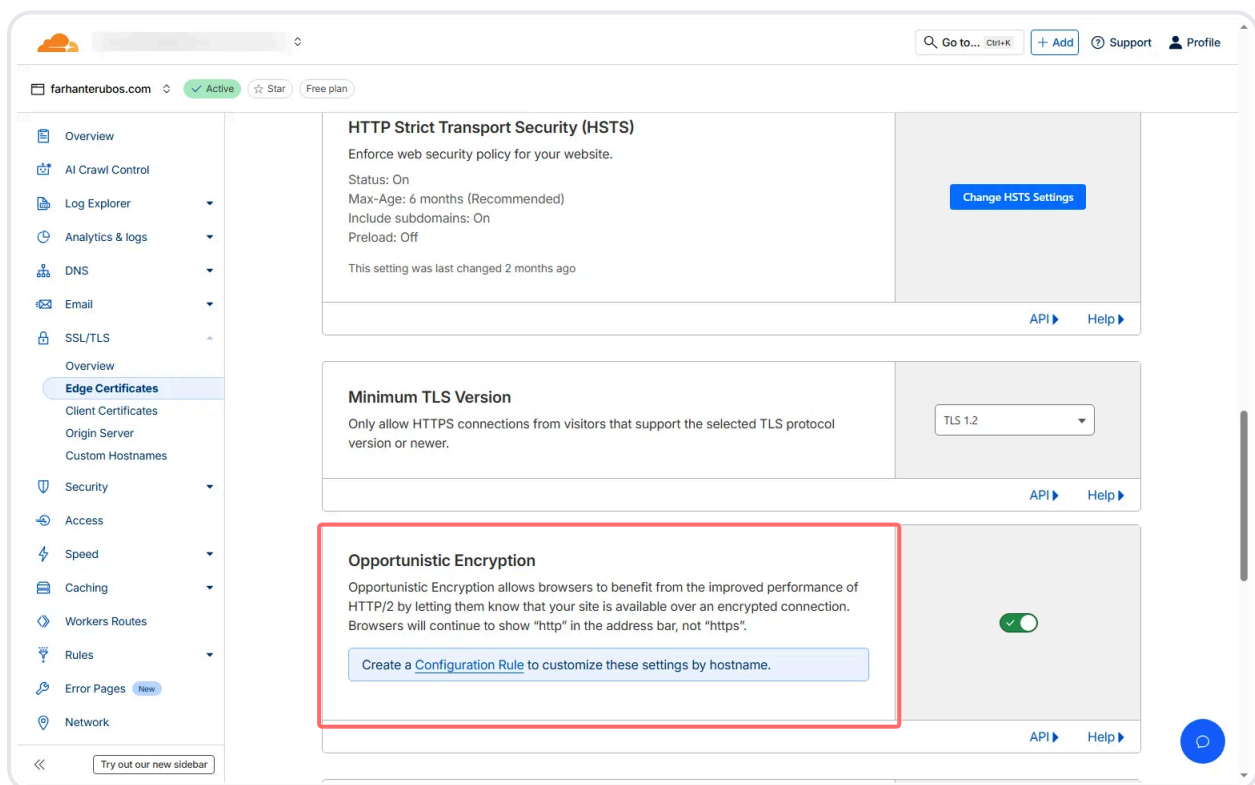 Go to... Ctrl+K
+ Add
Support
Profile
farhanterubos.com
Active
Star
Free plan
Overview
AI Crawl Control
Log Explorer
Analytics & logs
DNS
Email
SSL/TLS
Overview
Edge Certificates
Client Certificates
Origin Server
Custom Hostnames
Security
Access
Speed
Caching
Workers Routes
Rules
Error Pages New
Network
Try out our new sidebar
HTTP Strict Transport Security (HSTS)
Enforce web security policy for your website.
Status: On
Max-Age: 6 months (Recommended)
Include subdomains: On
Preload: Off
This setting was last changed 2 months ago
Change HSTS Settings
API
Help
Minimum TLS Version
Only allow HTTPS connections from visitors that support the selected TLS protocol
version or newer.
TLS 1.2
API
Help
Opportunistic Encryption
Opportunistic Encryption allows browsers to benefit from the improved performance of
HTTP/2 by letting them know that your site is available over an encrypted connection.
Browsers will continue to show “http” in the address bar, not “https”.
Create a Configuration Rule to customize these settings by hostname.
API
Help